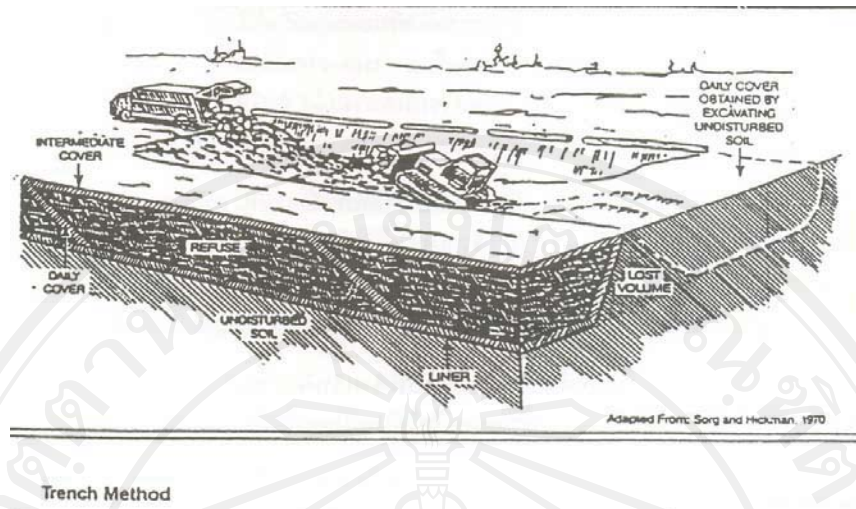 DAILY COVER
OBTAINED BY
EXCAVATING
UNDISTURBED
SOIL
INTERMEDIATE
COVER
REFUSE
DAILY
COVER
LOST
VOLUME
UNDISTURBED
SOIL
LINER
Adapted From: Sorg and Hickman, 1970
Trench Method